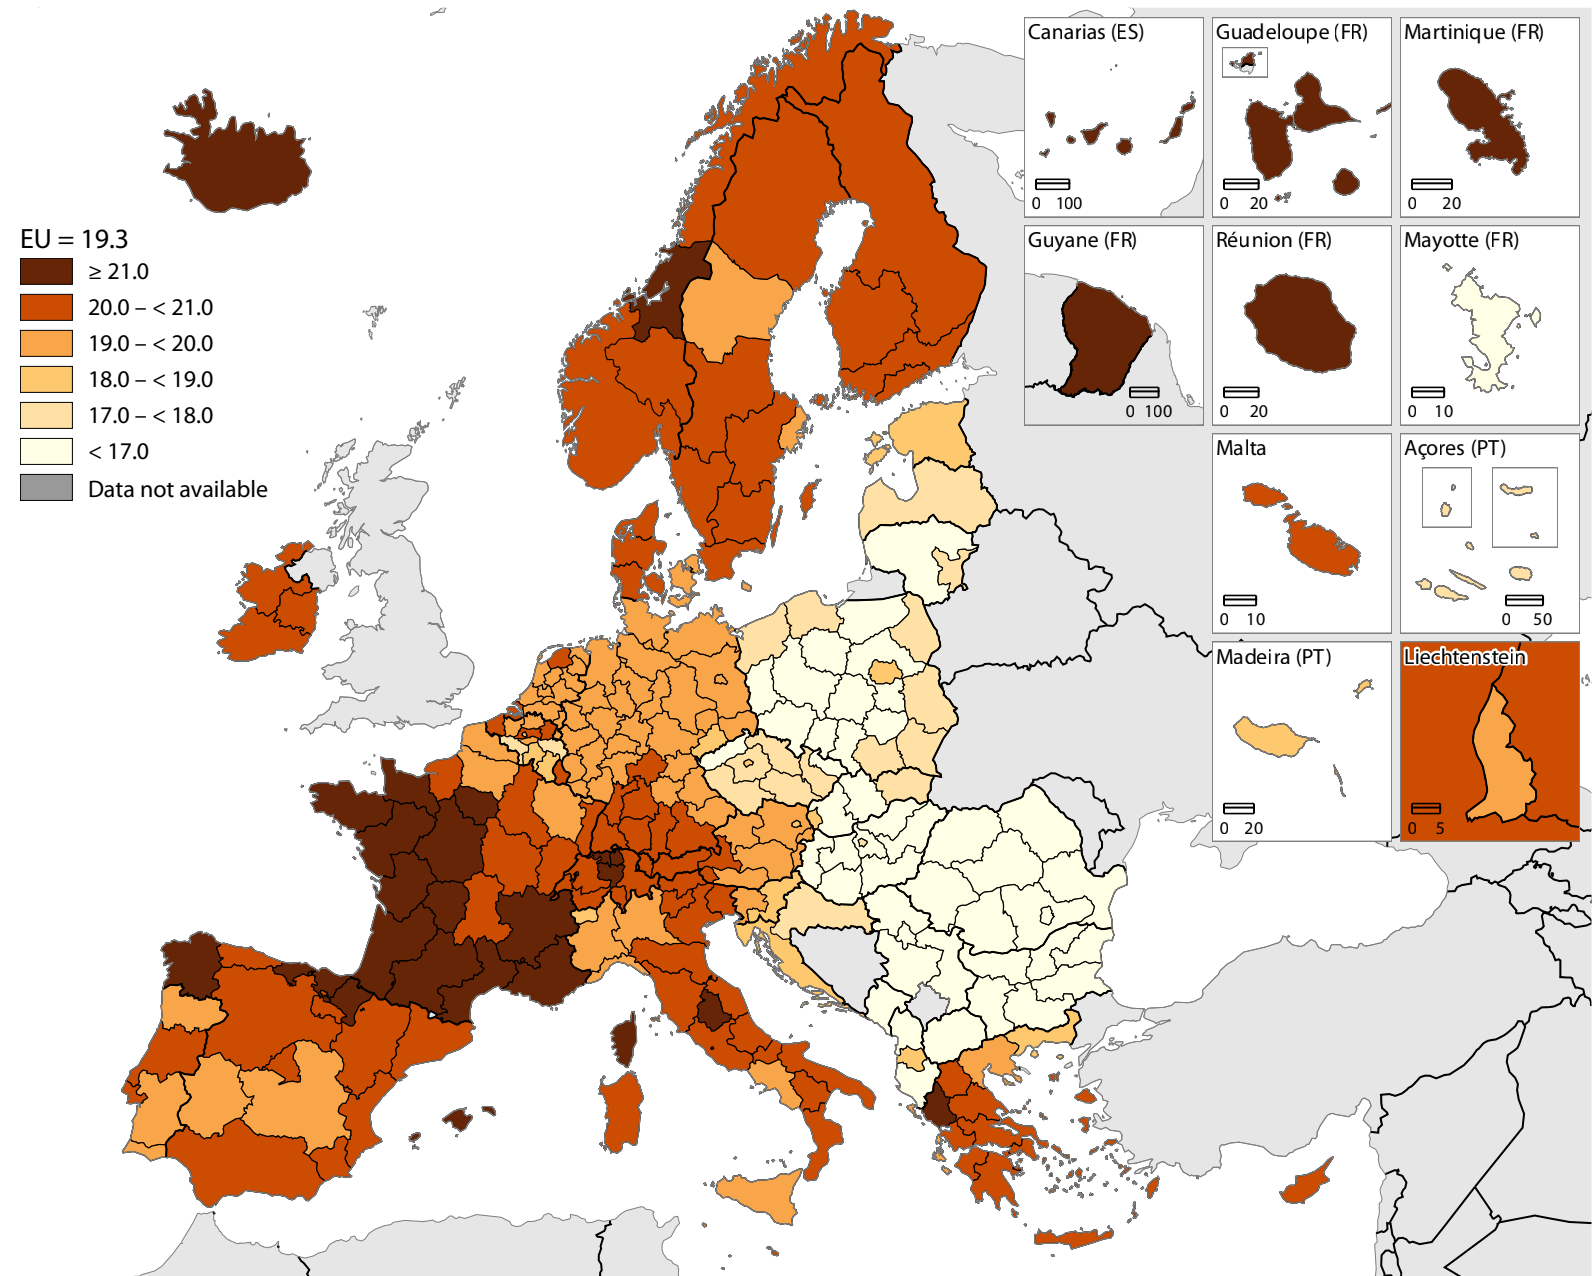 EU = 19.3
≥ 21.0
20.0 – < 21.0
19.0 – < 20.0
18.0 – < 19.0
17.0 – < 18.0
< 17.0
Data not available
Canarias (ES)
0 100
Guadeloupe (FR)
0 20
Martinique (FR)
0 20
Guyane (FR)
0 100
Réunion (FR)
0 20
Mayotte (FR)
0 10
Malta
0 10
Açores (PT)
0 50
Madeira (PT)
0 20
Liechtenstein
0 5